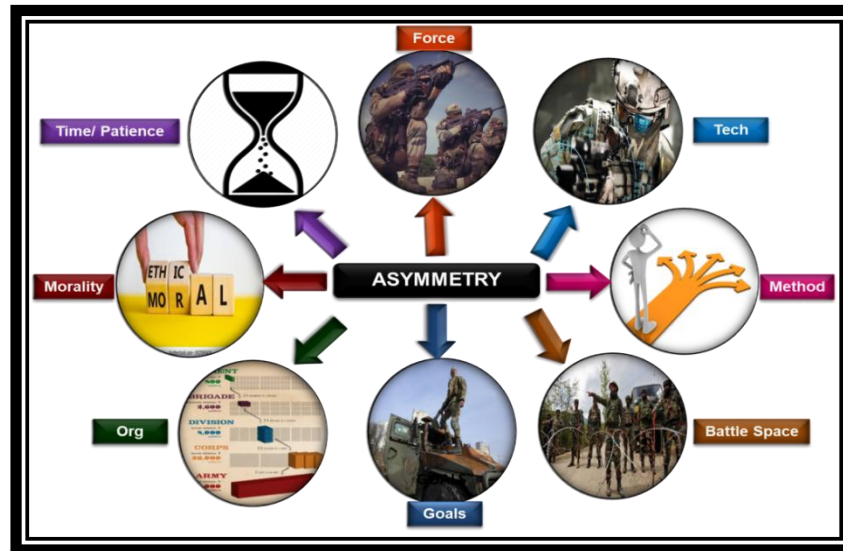 Force
Time/ Patience
Tech
ETH IC
MO R A L
Morality
ASYMMETRY
Method
BRIGADE
DIVISION
CORPS
ARMY
Org
Battle Space
Goals